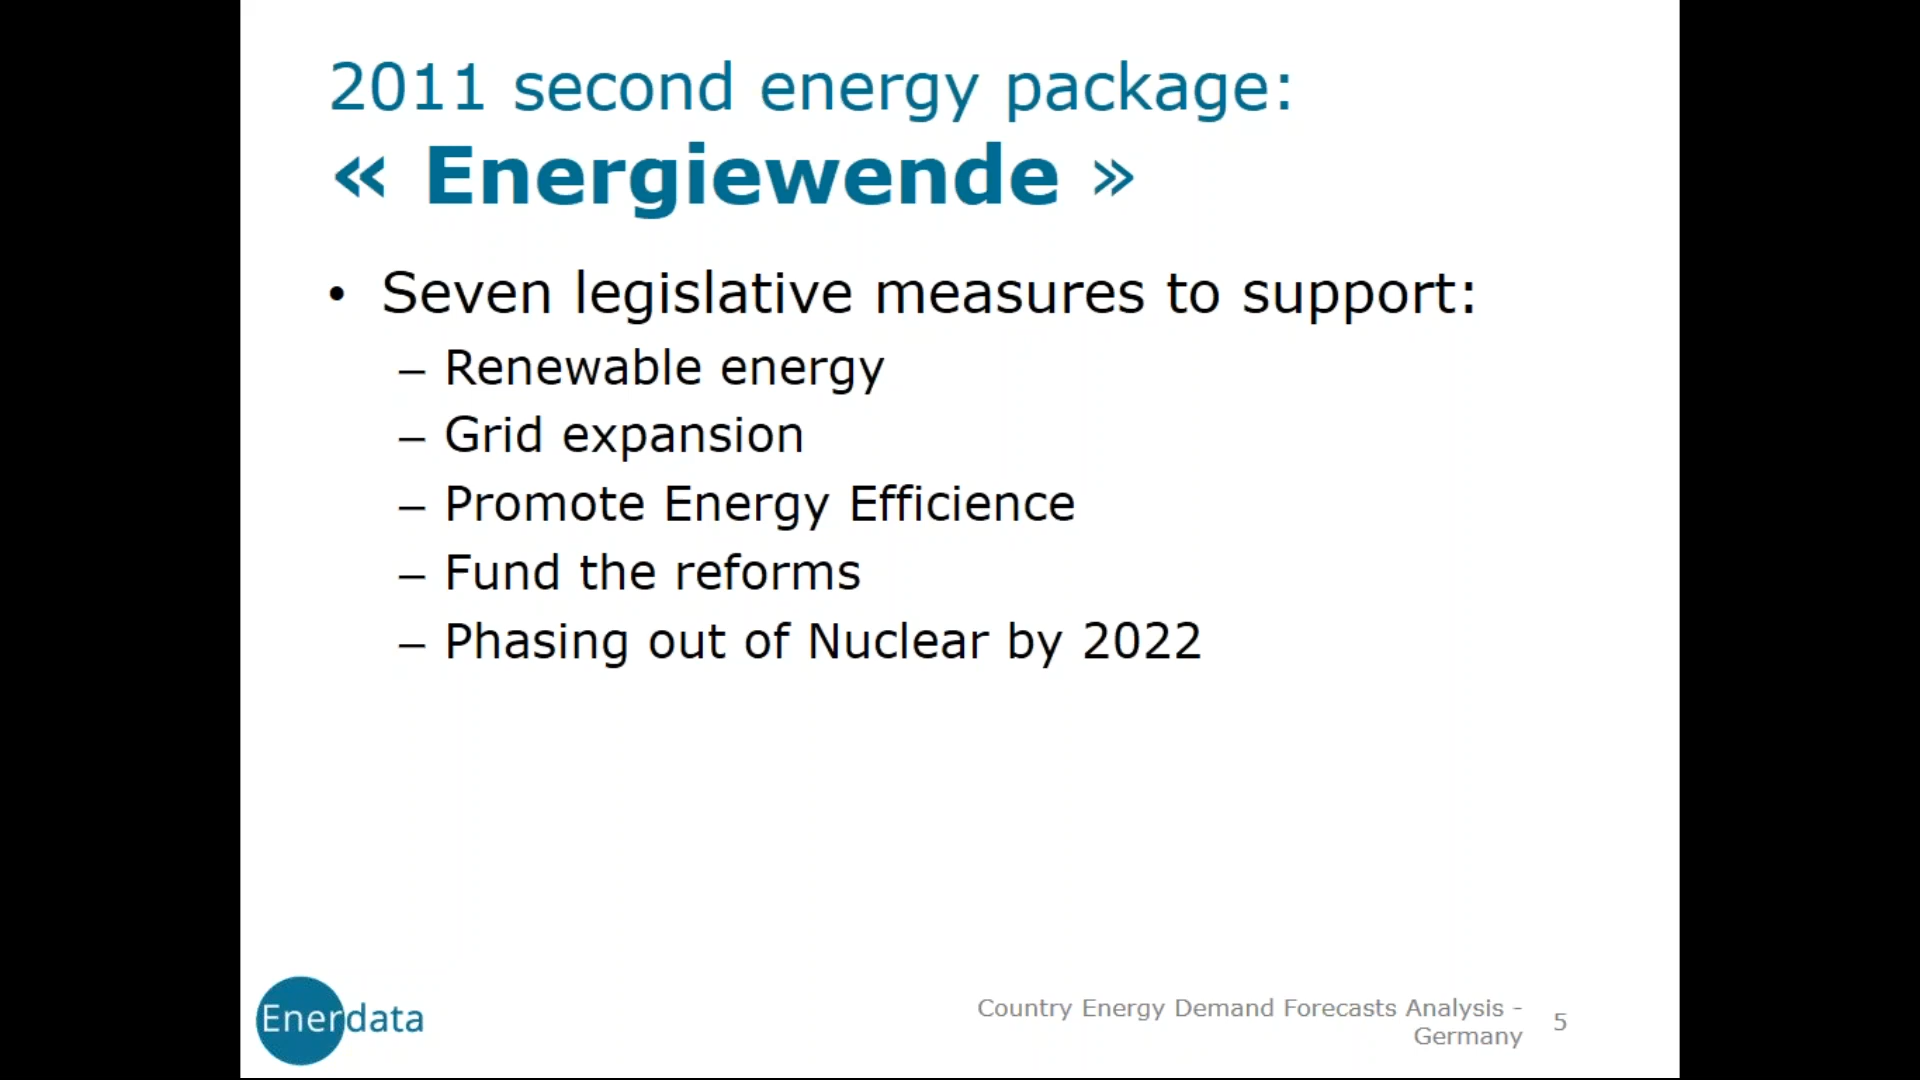 2011 second energy package:
« Energiewende »
• Seven legislative measures to support:
– Renewable energy
– Grid expansion
– Promote Energy Efficience
– Fund the reforms
– Phasing out of Nuclear by 2022
Enerdata
Country Energy Demand Forecasts Analysis -
Germany
5